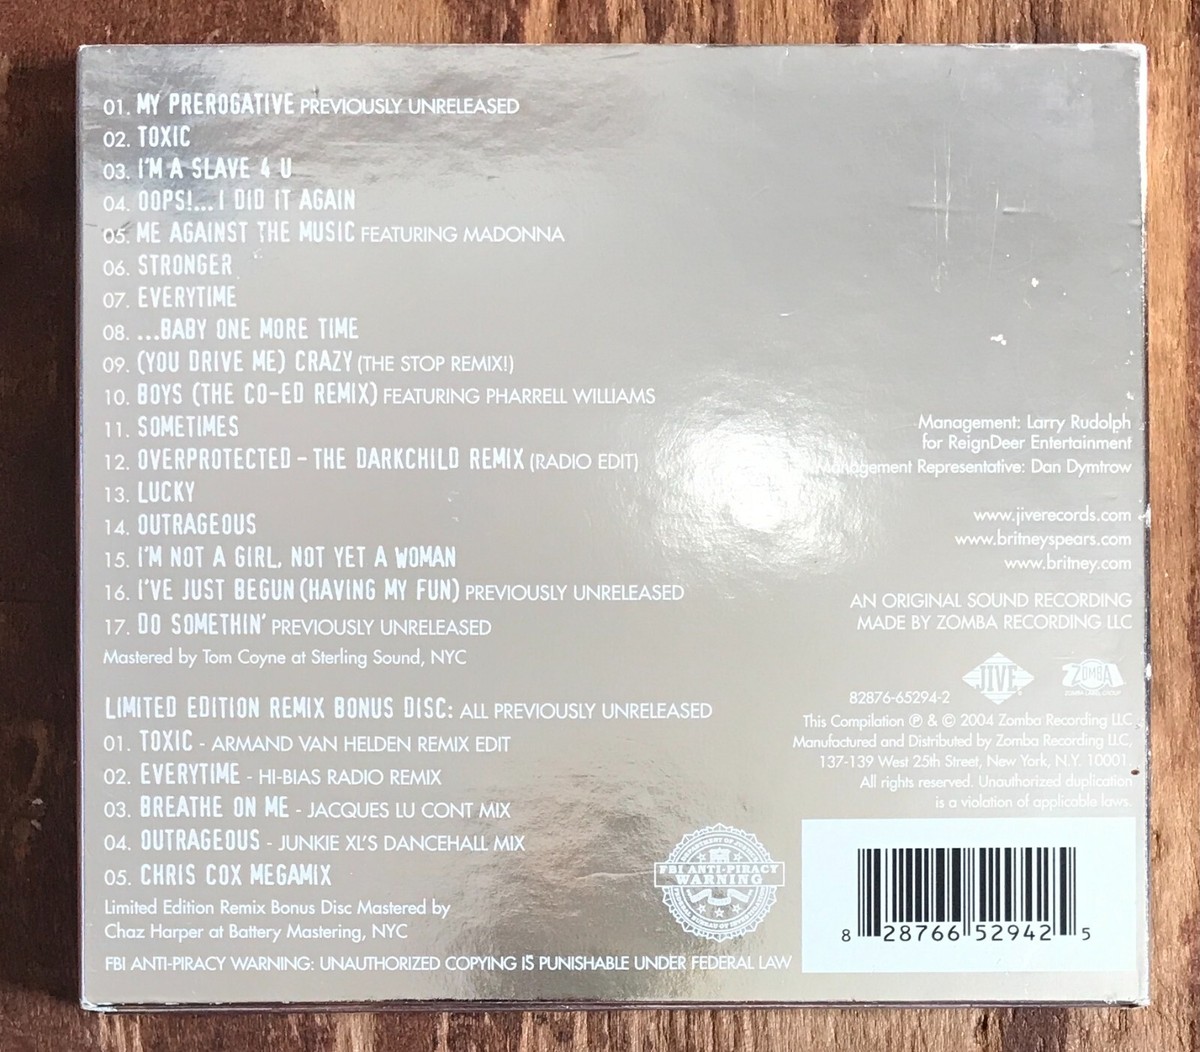 01. MY PREROGATIVE PREVIOUSLY UNRELEASED
02. TOXIC
03. I'M A SLAVE 4 U
04. OOPS!...I DID IT AGAIN
05. ME AGAINST THE MUSIC FEATURING MADONNA
06. STRONGER
07. EVERYTIME
08. ...BABY ONE MORE TIME
09. (YOU DRIVE ME) CRAZY (THE STOP REMIX!)
10. BOYS (THE CO-ED REMIX) FEATURING PHARRELL WILLIAMS
11. SOMETIMES
12. OVERPROTECTED - THE DARKCHILD REMIX (RADIO EDIT)
13. LUCKY
14. OUTRAGEOUS
15. I'M NOT A GIRL, NOT YET A WOMAN
16. I'VE JUST BEGUN (HAVING MY FUN) PREVIOUSLY UNRELEASED
17. DO SOMETHIN' PREVIOUSLY UNRELEASED
Mastered by Tom Coyne at Sterling Sound, NYC
LIMITED EDITION REMIX BONUS DISC: ALL PREVIOUSLY UNRELEASED
01. TOXIC - ARMAND VAN HELDEN REMIX EDIT
02. EVERYTIME - HI-BIAS RADIO REMIX
03. BREATHE ON ME - JACQUES LU CONT MIX
04. OUTRAGEOUS - JUNKIE XL'S DANCEHALL MIX
05. CHRIS COX MEGAMIX
Limited Edition Remix Bonus Disc Mastered by
Chaz Harper at Battery Mastering, NYC
FBI ANTI-PIRACY WARNING: UNAUTHORIZED COPYING IS PUNISHABLE UNDER FEDERAL LAW
Management: Larry Rudolph
for ReignDeer Entertainment
Management Representative: Dan Dymtrow
www.jiverecords.com
www.britneyspears.com
www.britney.com
AN ORIGINAL SOUND RECORDING
MADE BY ZOMBA RECORDING LLC
JIVE
ZOMBA
ZOMBA LABEL GROUP
82876-65294-2
This Compilation ℗ & © 2004 Zomba Recording LLC
Manufactured and Distributed by Zomba Recording LLC,
137-139 West 25th Street, New York, N.Y. 10001.
All rights reserved. Unauthorized duplication
is a violation of applicable laws.
DEPARTMENT OF JUSTICE
FBI ANTI-PIRACY
WARNING
FEDERAL BUREAU OF INVESTIGATION
8 28766 52942 5